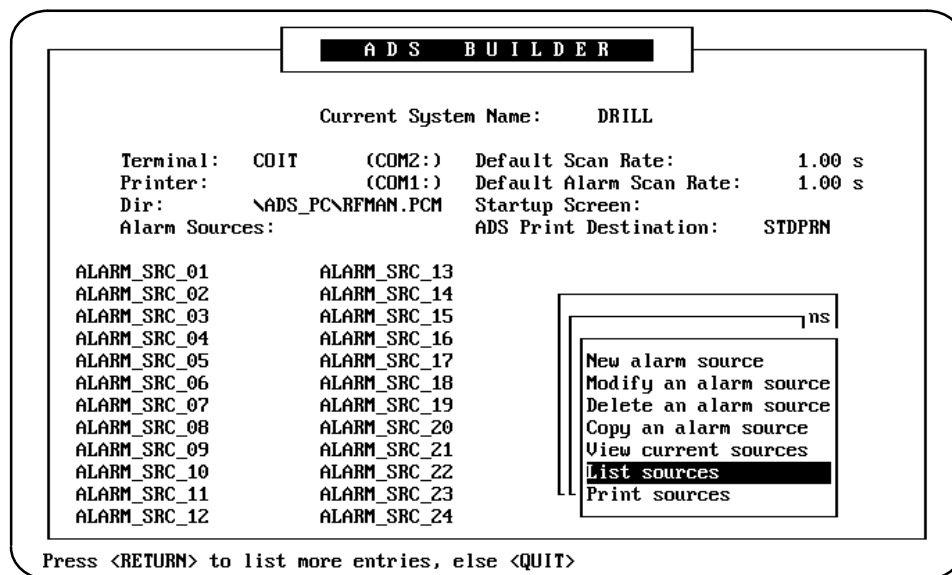 ADS BUILDER
Current System Name: DRILL
Terminal: COIT (COM2:) Default Scan Rate: 1.00 s
Printer: (COM1:) Default Alarm Scan Rate: 1.00 s
Dir: \ADS_PC\RFMAN.PCM Startup Screen:
Alarm Sources: ADS Print Destination: STDPRN
ALARM_SRC_01 ALARM_SRC_13
ALARM_SRC_02 ALARM_SRC_14
ALARM_SRC_03 ALARM_SRC_15
ALARM_SRC_04 ALARM_SRC_16
ALARM_SRC_05 ALARM_SRC_17
ALARM_SRC_06 ALARM_SRC_18
ALARM_SRC_07 ALARM_SRC_19
ALARM_SRC_08 ALARM_SRC_20
ALARM_SRC_09 ALARM_SRC_21
ALARM_SRC_10 ALARM_SRC_22
ALARM_SRC_11 ALARM_SRC_23
ALARM_SRC_12 ALARM_SRC_24
ns
New alarm source
Modify an alarm source
Delete an alarm source
Copy an alarm source
View current sources
List sources
Print sources
Press <RETURN> to list more entries, else <QUIT>